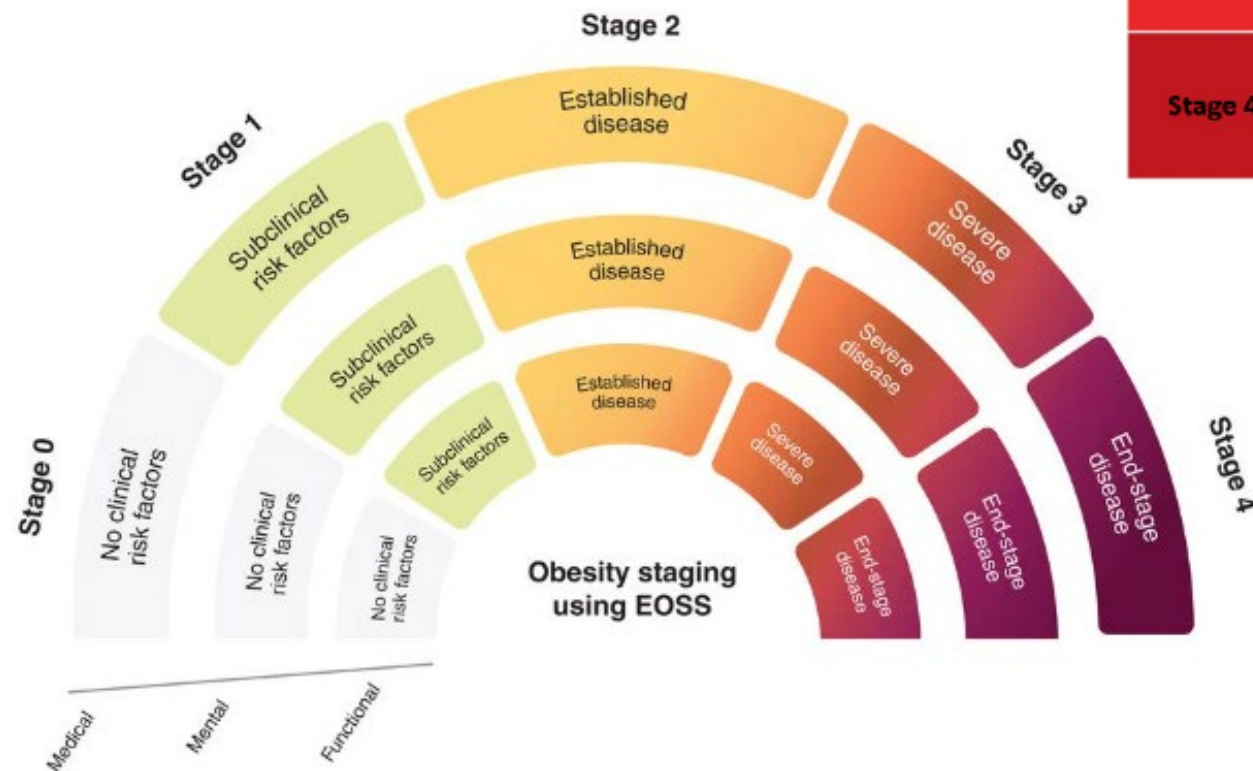 Stage 2
Stage 4
Stage 1
Stage 3
Established
disease
Subclinical
risk factors
Severe
disease
Established
disease
Subclinical
risk factors
Severe
disease
Established
disease
Subclinical
risk factors
Severe
disease
Stage 0
No clinical
risk factors
No clinical
risk factors
No clinical
risk factors
Obesity staging
using EOSS
End-stage
disease
End-stage
disease
End-stage
disease
Stage 4
Medical
Mental
Functional